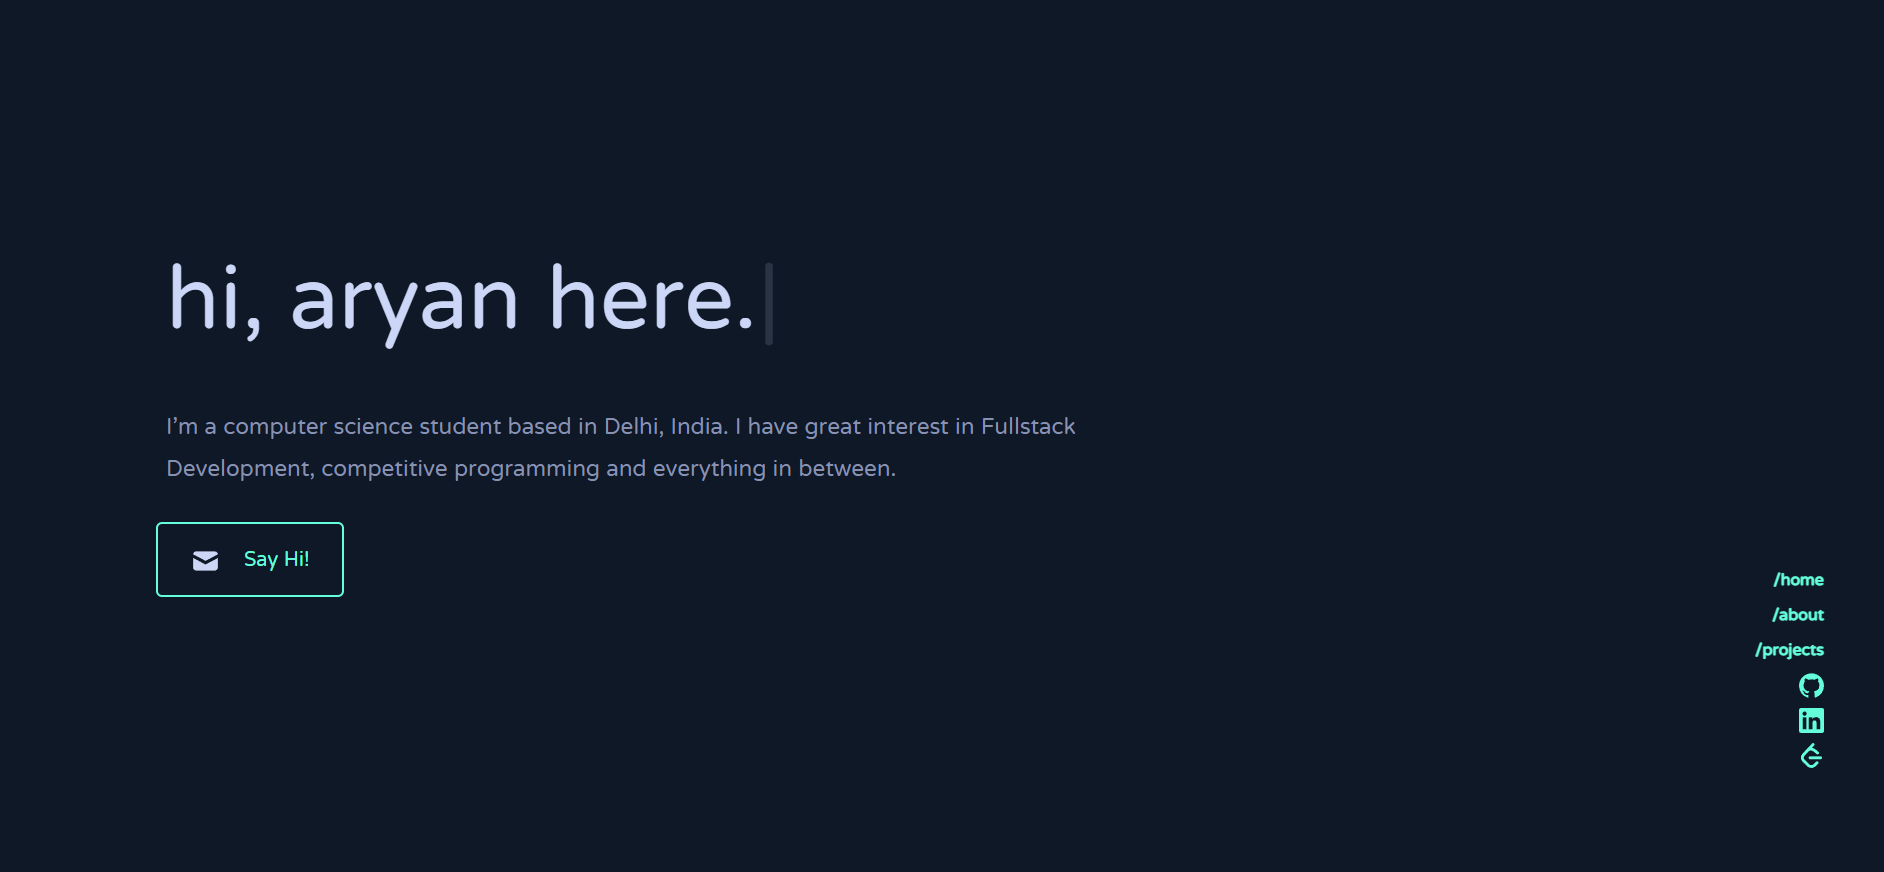 hi, aryan here.
I’m a computer science student based in Delhi, India. I have great interest in Fullstack
Development, competitive programming and everything in between.
Say Hi!
/home
/about
/projects
in